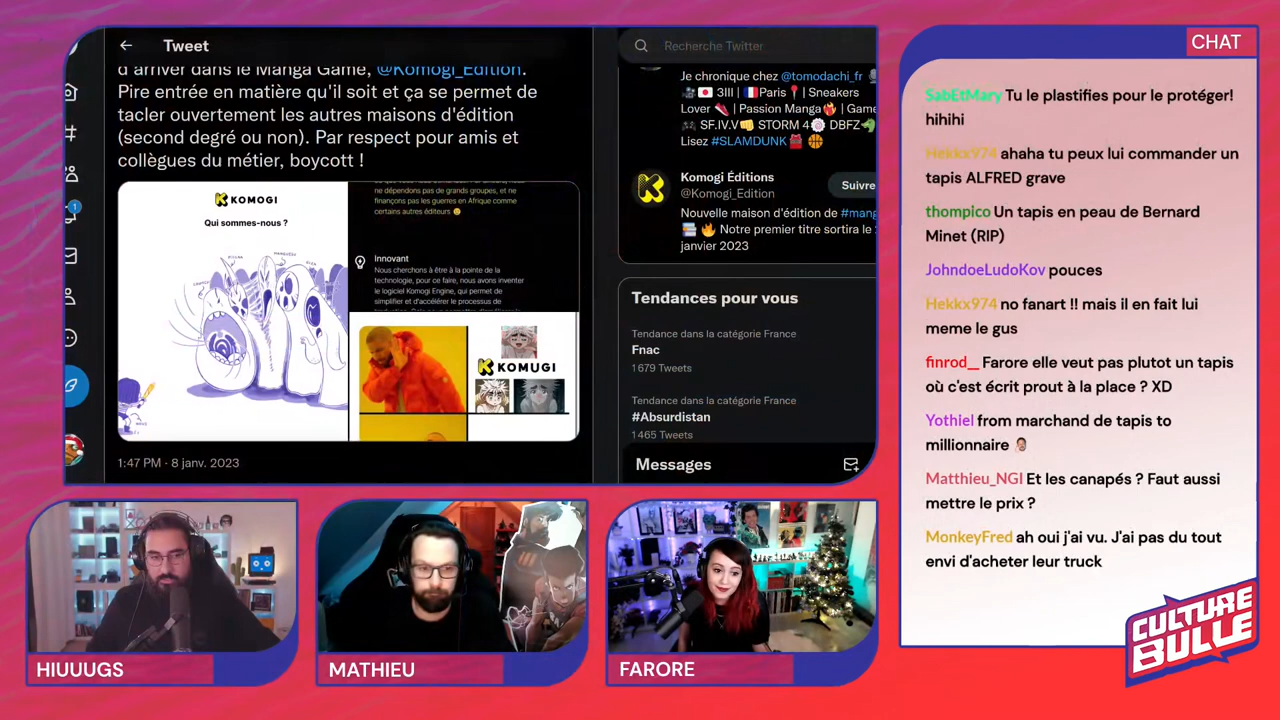 Tweet
d'arriver dans le Manga Game, @Komogi_Edition.
Pire entrée en matière qu'il soit et ça se permet de
tacler ouvertement les autres maisons d'édition
(second degré ou non). Par respect pour amis et
collègues du métier, boycott !
KOMOGI
Qui sommes-nous ?
ne dépendons pas de grands groupes, et ne
finançons pas les guerres en Afrique comme
certains autres éditeurs
Innovant
Nous cherchons à être à la pointe de la
technologie, pour ce faire, nous avons inventer
le logiciel Komogi Engine, qui permet de
simplifier et d'accélérer le processus de
KOMUGI
1:47 PM · 8 janv. 2023
1
Recherche Twitter
Je chronique chez @tomodachi_fr
3III | Paris | Sneakers
Lover | Passion Manga | Game
SF.IV.V STORM 4 DBFZ
Lisez #SLAMDUNK
Komogi Éditions
@Komogi_Edition
Suivre
Nouvelle maison d'édition de #mang
Notre premier titre sortira le 2
janvier 2023
Tendances pour vous
Tendance dans la catégorie France
Fnac
1 679 Tweets
Tendance dans la catégorie France
#Absurdistan
1 465 Tweets
Messages
HIUUUGS
MATHIEU
FARORE
CHAT
SabEtMary Tu le plastifies pour le protéger!
hihihi
Hekkx974 ahaha tu peux lui commander un
tapis ALFRED grave
thompico Un tapis en peau de Bernard
Minet (RIP)
JohndoeLudoKov pouces
Hekkx974 no fanart !! mais il en fait lui
meme le gus
finrod__ Farore elle veut pas plutot un tapis
où c'est écrit prout à la place ? XD
Yothiel from marchand de tapis to
millionnaire
Matthieu_NGI Et les canapés ? Faut aussi
mettre le prix ?
MonkeyFred ah oui j'ai vu. J'ai pas du tout
envi d'acheter leur truck
CULTURE
BULLE